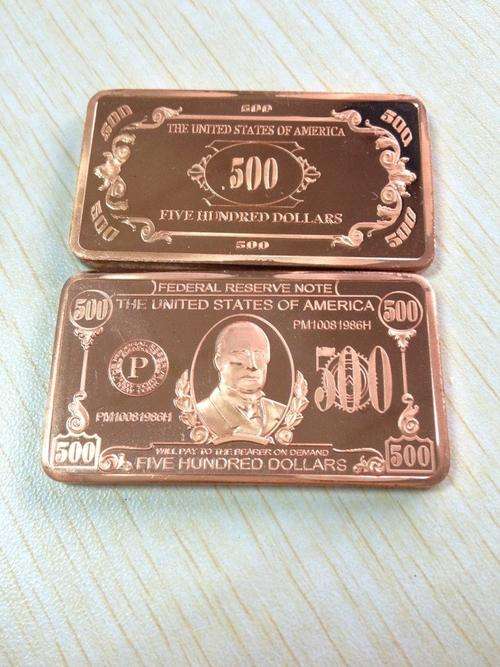 500
500 500
THE UNITED STATES OF AMERICA
500
FIVE HUNDRED DOLLARS
500 500
500
FEDERAL RESERVE NOTE
500 THE UNITED STATES OF AMERICA 500
PM10081986H
P
500
PM10081986H
WILL PAY TO THE BEARER ON DEMAND
500 FIVE HUNDRED DOLLARS 500